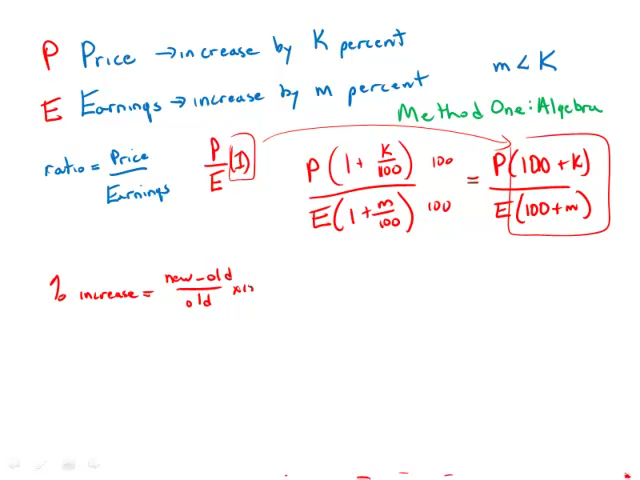 P Price → increase by K percent
m < K
E Earnings → increase by m percent
Method One: Algebra
ratio = Price / Earnings
P / E (1)
P (1 + K/100) 100 / E (1 + m/100) 100 = P (100 + K) / E (100 + m)
% increase = new - old / old